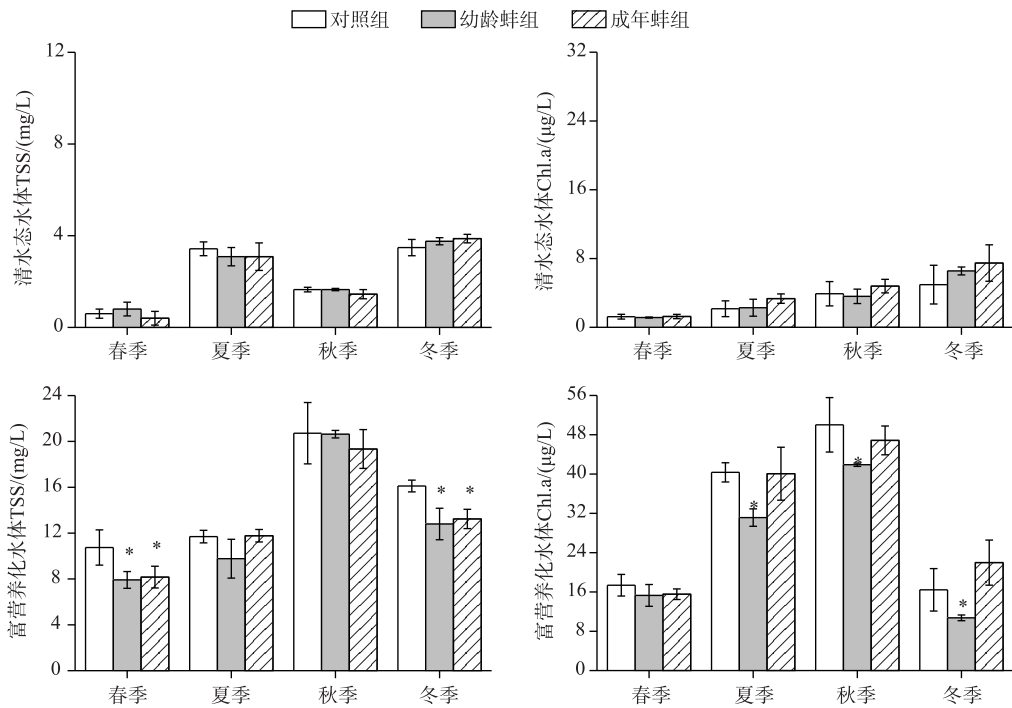 对照组 幼龄蚌组 成年蚌组
清水态水体TSS/(mg/L)
12
8
4
0
春季 夏季 秋季 冬季
清水态水体Chl.a/(μg/L)
32
24
16
8
0
春季 夏季 秋季 冬季
富营养化水体TSS/(mg/L)
24
20
16
12
8
4
0
* * * *
春季 夏季 秋季 冬季
富营养化水体Chl.a/(μg/L)
56
48
40
32
24
16
8
0
* * *
春季 夏季 秋季 冬季